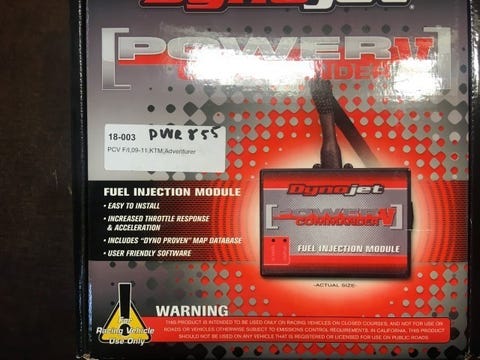 Dynojet
POWER V
18-003 PWR 855
PCV F/I,09-11,KTM,Adventurer
FUEL INJECTION MODULE
• EASY TO INSTALL
• INCREASED THROTTLE RESPONSE
& ACCELERATION
• INCLUDES "DYNO PROVEN" MAP DATABASE
• USER FRIENDLY SOFTWARE
Dynojet
POWER V
COMMANDER
FUEL INJECTION MODULE
-ACTUAL SIZE-
For
Racing Vehicle
Use Only
WARNING
THIS PART IS INTENDED TO BE USED ONLY ON RACING VEHICLES ON CLOSED COURSES, AND NOT FOR USE ON
ROADS OR VEHICLES OTHERWISE SUBJECT TO EMISSIONS CONTROL REQUIREMENTS. IN CALIFORNIA, THIS PRODUCT
SHOULD NOT BE USED ON ANY VEHICLE THAT IS REGISTERED OR LICENSED FOR USE ON PUBLIC ROADS